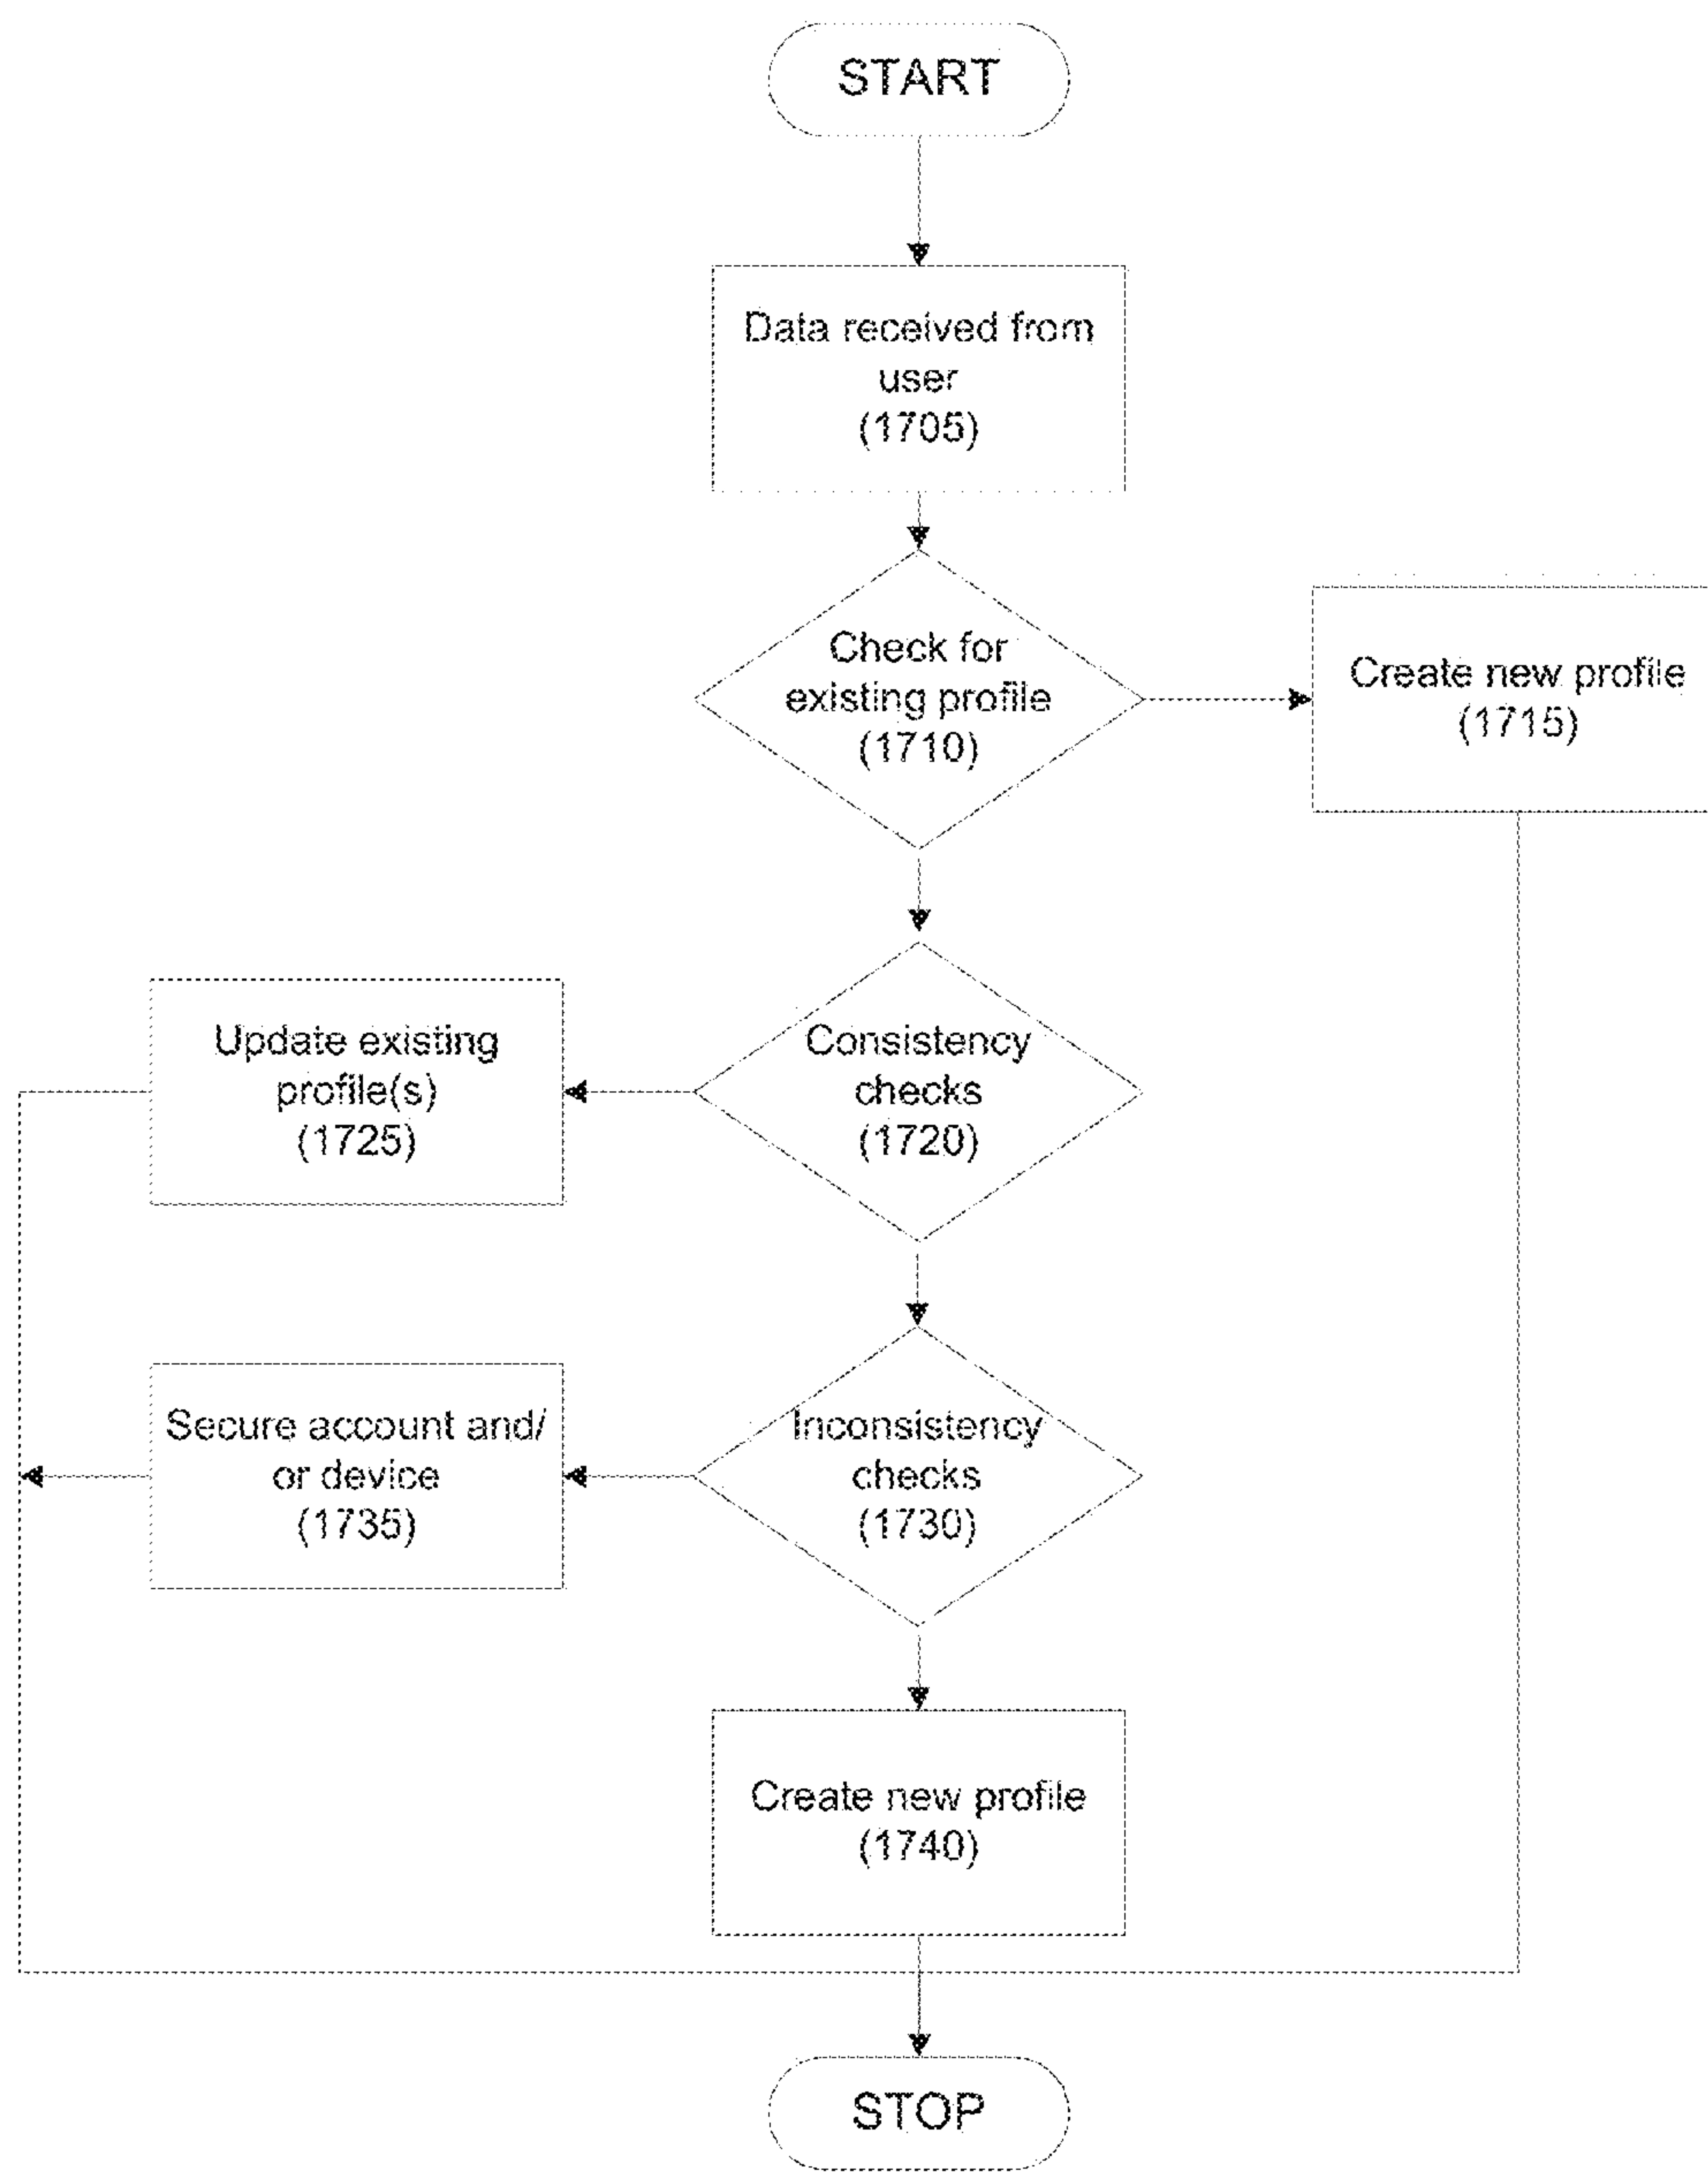 START
Data received from
user
(1705)
Check for
existing profile
(1710)
Create new profile
(1715)
Consistency
checks
(1720)
Update existing
profile(s)
(1725)
Inconsistency
checks
(1730)
Secure account and/
or device
(1735)
Create new profile
(1740)
STOP